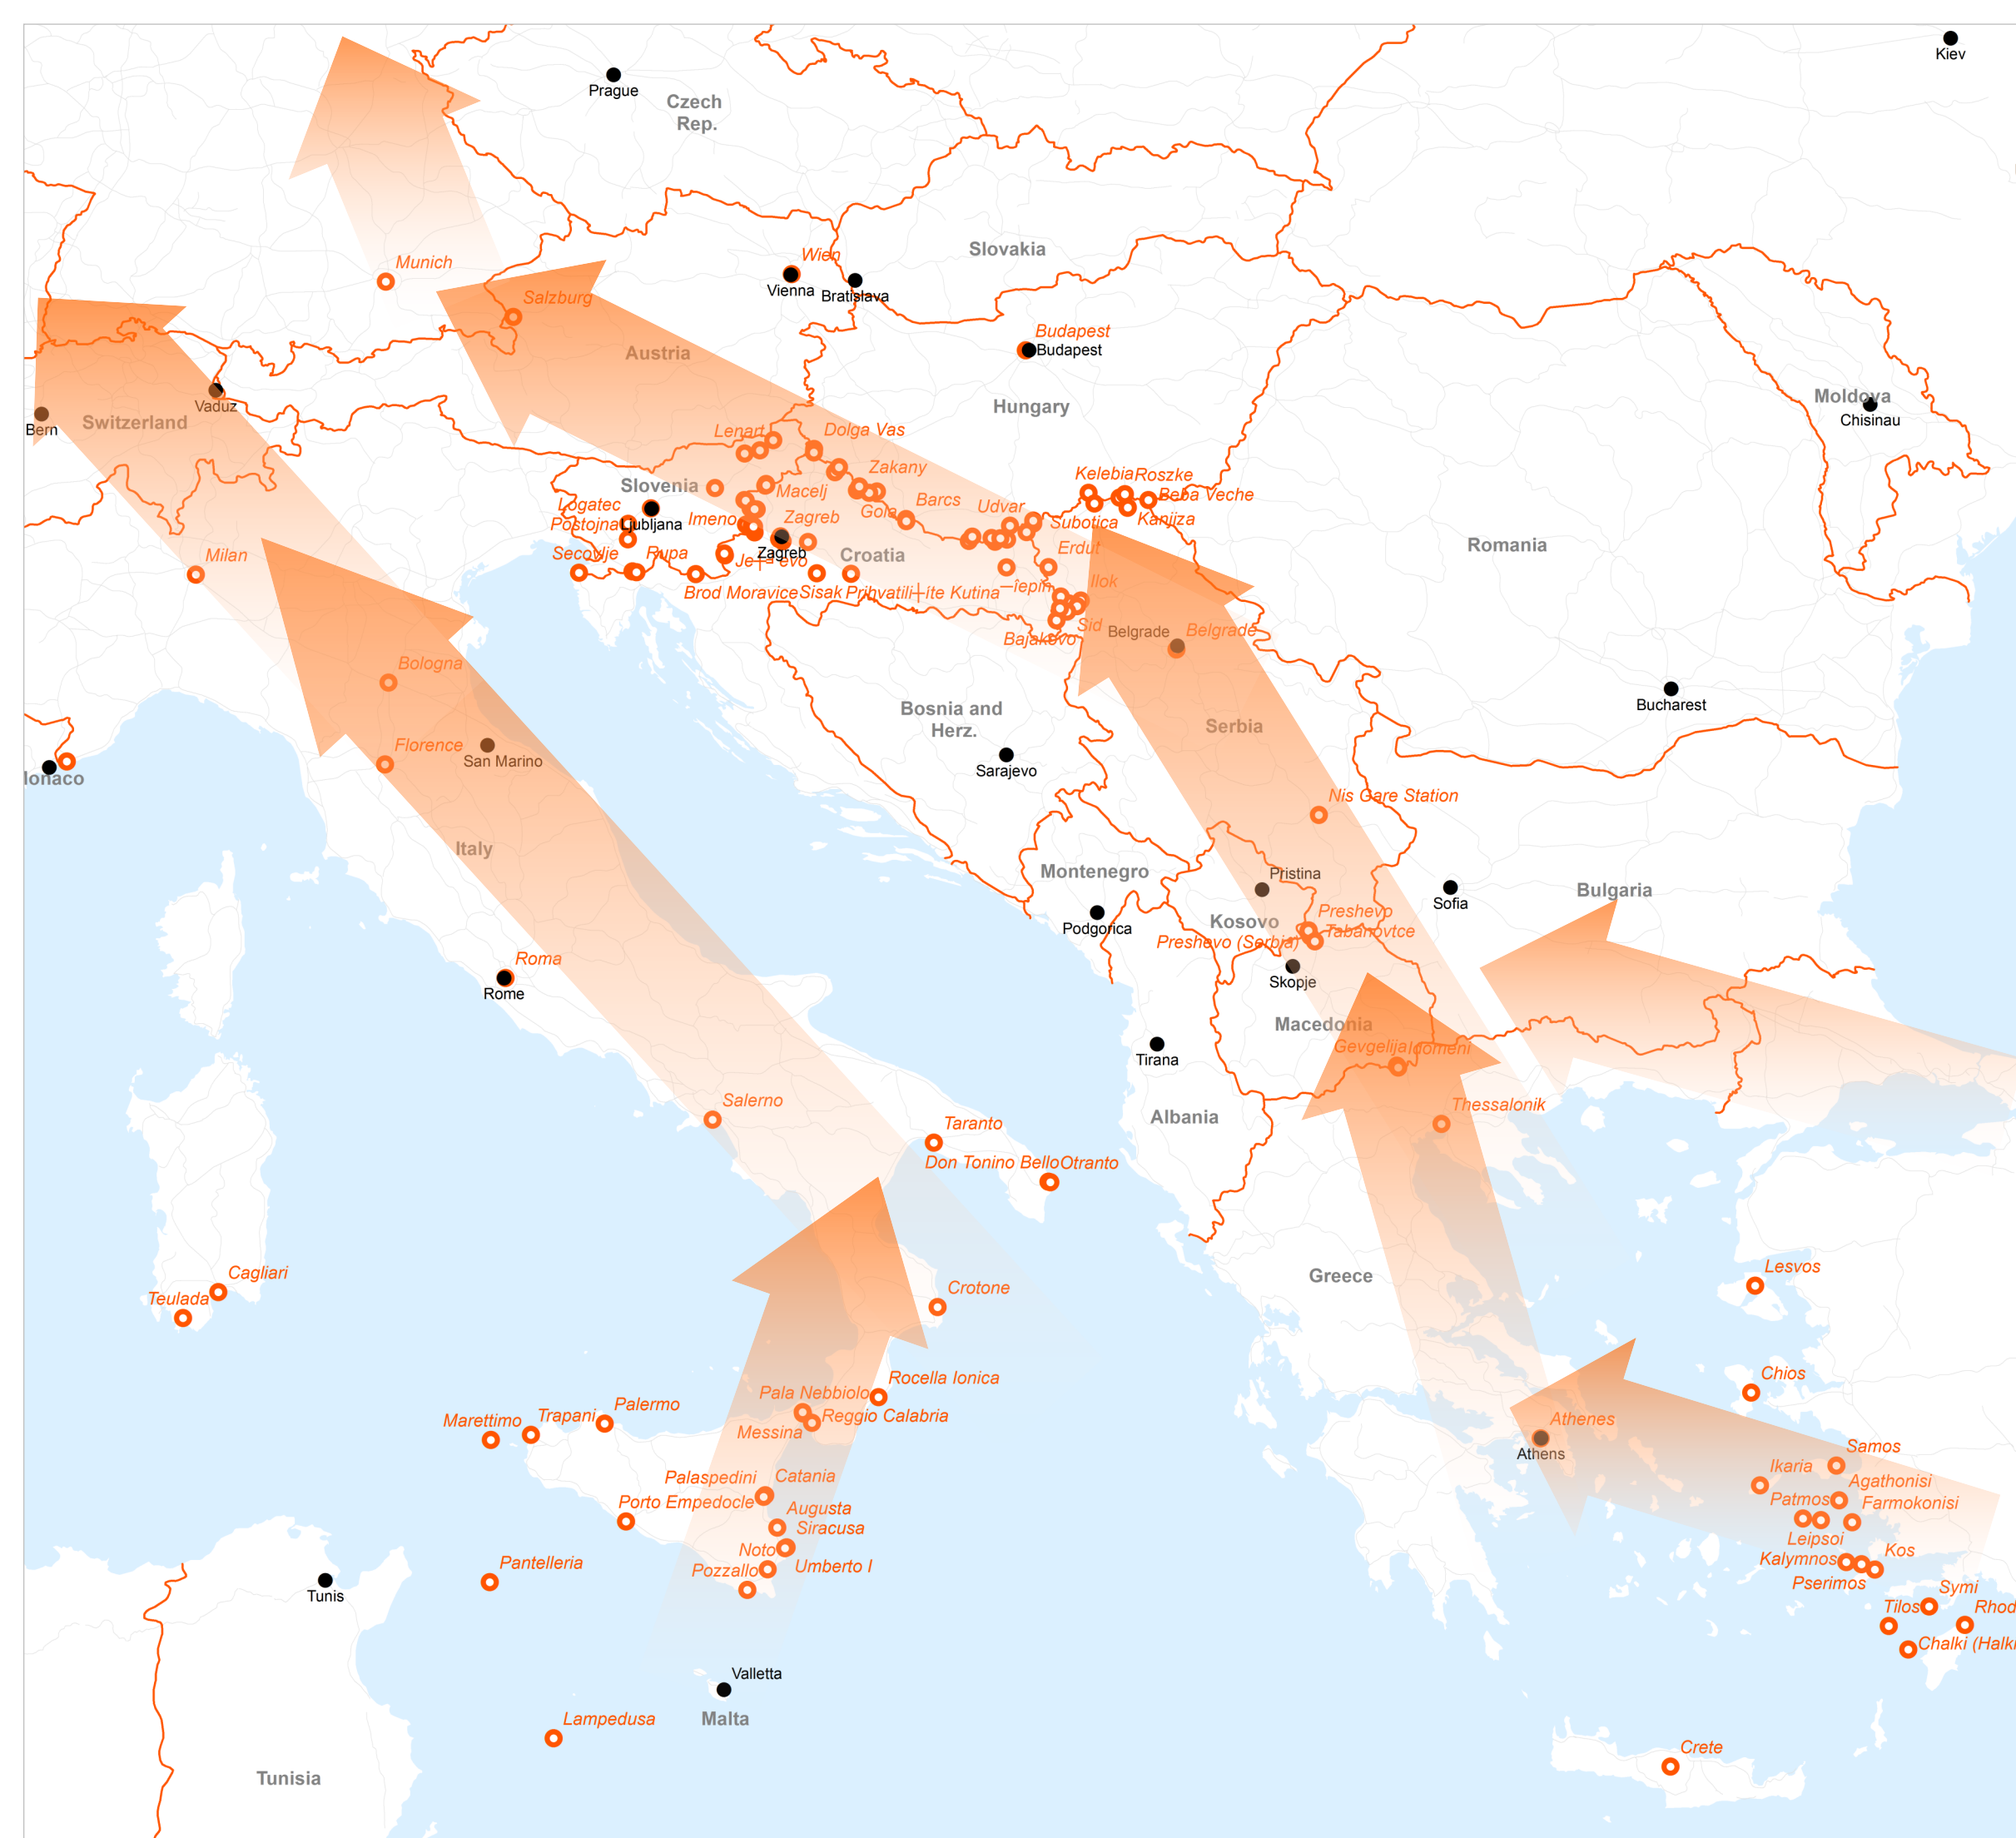 Kiev
Prague
Czech
Rep.
Slovakia
Wien
Vienna
Bratislava
Munich
Salzburg
Budapest
Budapest
Austria
Hungary
Moldova
Chisinau
Vaduz
Switzerland
Bern
Lenart
Dolga Vas
Zakany
Kelebia
Roszke
Beba Veche
Slovenia
Macelj
Barcs
Udvar
Logatec
Gola
Postojna
Ljubljana
Imeno
Zagreb
Subotica
Kanjiza
Romania
Milan
Secovlje
Rupa
Zagreb
Croatia
Erdut
Brod Moravice
Sisak
Kutina
Ilok
Sid
Bajakovo
Belgrade
Belgrade
Bologna
Bosnia and
Herz.
Bucharest
Serbia
Florence
San Marino
Sarajevo
lonaco
Nis Gare Station
Italy
Montenegro
Pristina
Bulgaria
Sofia
Podgorica
Kosovo
Preshevo
Preshevo (Serbia)
Tabanovtce
Roma
Rome
Skopje
Macedonia
Tirana
Gevgelija
Idomeni
Salerno
Albania
Thessalonik
Taranto
Don Tonino Bello
Otranto
Cagliari
Teulada
Greece
Lesvos
Crotone
Rocella Ionica
Chios
Pala Nebbiolo
Palermo
Trapani
Marettimo
Reggio Calabria
Messina
Athenes
Athens
Samos
Ikaria
Palaspedini
Catania
Agathonisi
Porto Empedocle
Augusta
Patmos
Farmokonisi
Siracusa
Leipsoi
Noto
Kos
Pantelleria
Pozzallo
Umberto I
Kalymnos
Pserimos
Tunis
Symi
Tilos
Rhod
Chalki (Halki
Valletta
Malta
Lampedusa
Crete
Tunisia